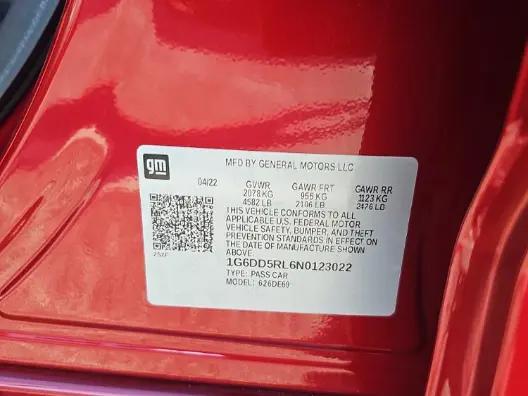 gm
MFD BY GENERAL MOTORS LLC
04/22 GVWR GAWR FRT GAWR RR
2078 KG 955 KG 1123 KG
4582 LB 2106 LB 2476 LB
THIS VEHICLE CONFORMS TO ALL
APPLICABLE U.S. FEDERAL MOTOR
VEHICLE SAFETY, BUMPER, AND THEFT
PREVENTION STANDARDS IN EFFECT ON
THE DATE OF MANUFACTURE SHOWN
ABOVE
1G6DD5RL6N0123022
TYPE: PASS CAR
MODEL: 626DE69